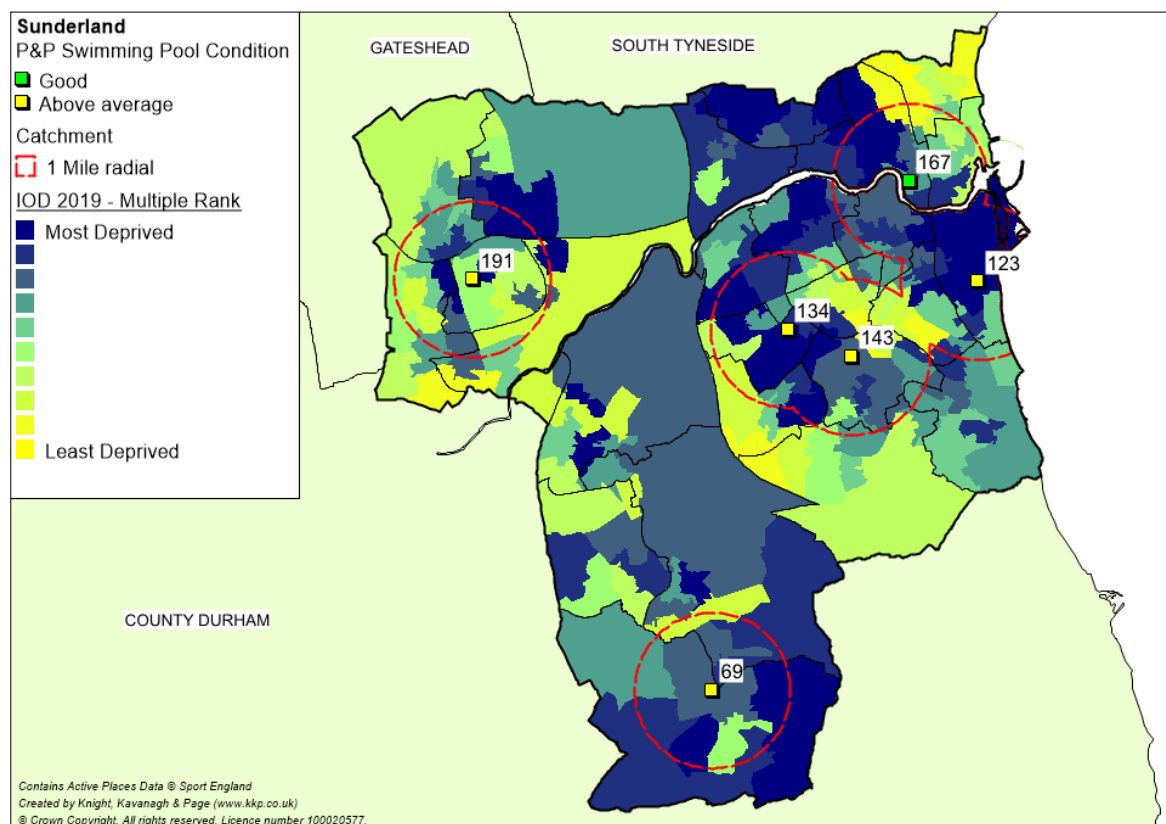 Sunderland
P&P Swimming Pool Condition
Good
Above average
Catchment
1 Mile radial
IOD 2019 - Multiple Rank
Most Deprived
Least Deprived
GATESHEAD
SOUTH TYNESIDE
167
191
123
134
143
COUNTY DURHAM
69
Contains Active Places Data © Sport England
Created by Knight, Kavanagh & Page (www.kkp.co.uk)
© Crown Copyright. All rights reserved. Licence number 100020577.